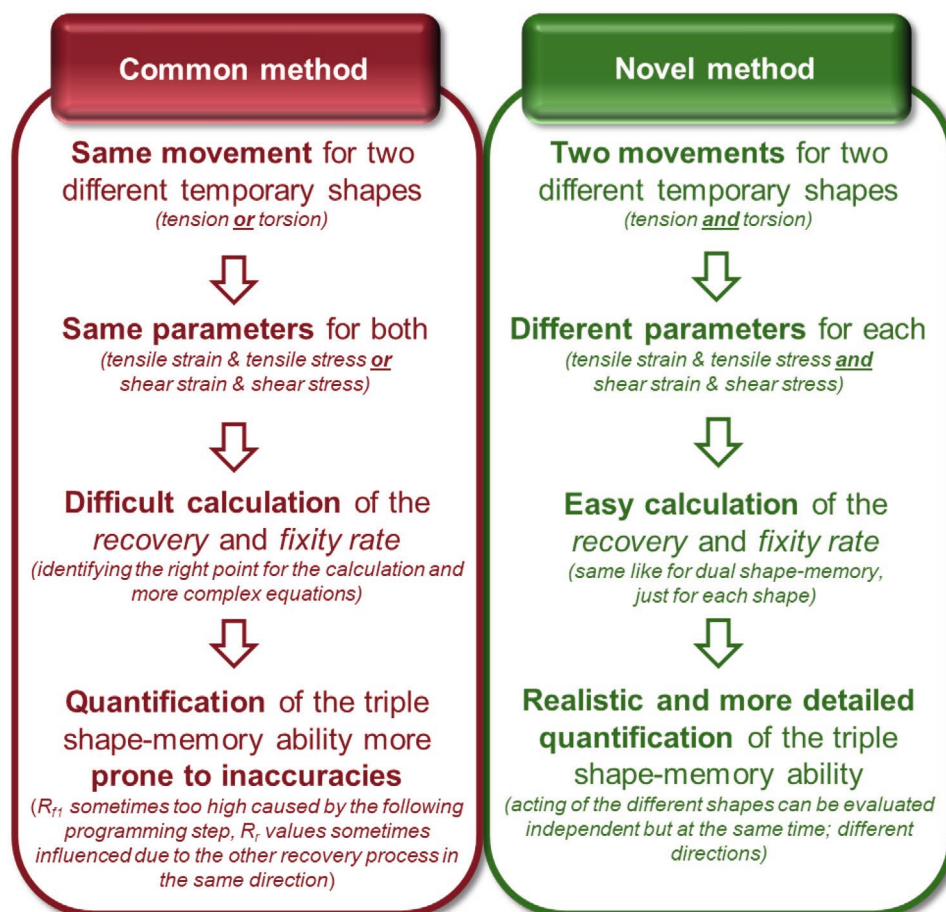 Common method
Same movement for two
different temporary shapes
(tension or torsion)
Same parameters for both
(tensile strain & tensile stress or
shear strain & shear stress)
Difficult calculation of the
recovery and fixity rate
(identifying the right point for the calculation and
more complex equations)
Quantification of the triple
shape-memory ability more
prone to inaccuracies
(Rf1 sometimes too high caused by the following
programming step, Rr values sometimes
influenced due to the other recovery process in
the same direction)
Novel method
Two movements for two
different temporary shapes
(tension and torsion)
Different parameters for each
(tensile strain & tensile stress and
shear strain & shear stress)
Easy calculation of the
recovery and fixity rate
(same like for dual shape-memory,
just for each shape)
Realistic and more detailed
quantification of the triple
shape-memory ability
(acting of the different shapes can be evaluated
independent but at the same time; different
directions)